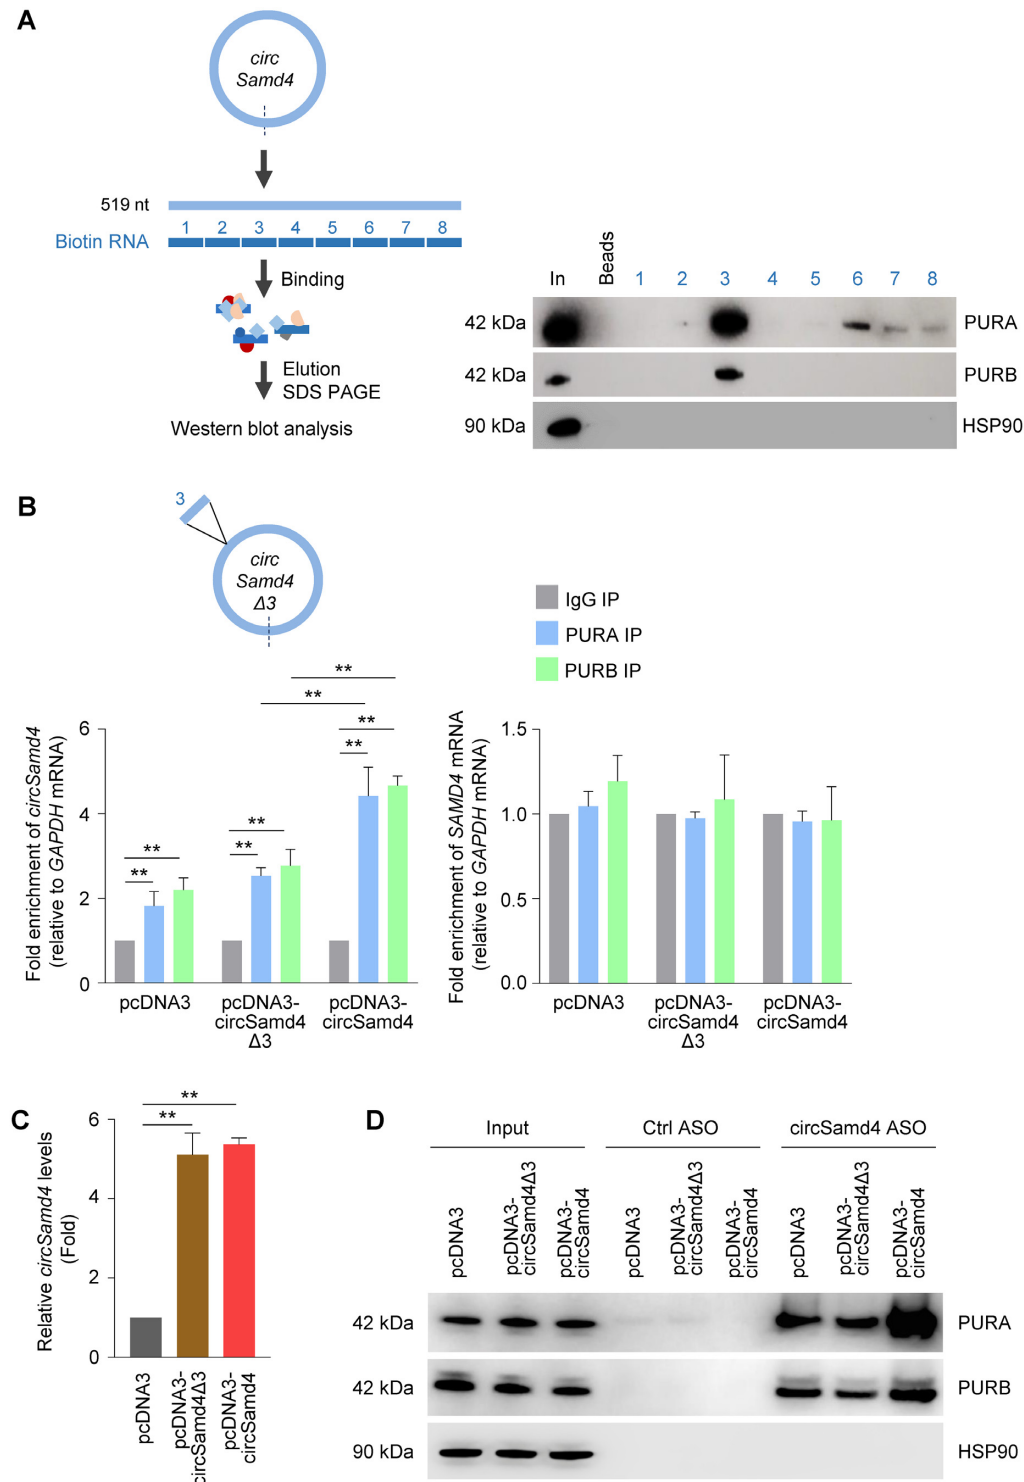 A
circ
Samd4
519 nt
1 2 3 4 5 6 7 8
Biotin RNA
Binding
Elution
SDS PAGE
Western blot analysis
In Beads 1 2 3 4 5 6 7 8
42 kDa PURA
42 kDa PURB
90 kDa HSP90
B
3
circ
Samd4
Δ3
IgG IP
PURA IP
PURB IP
Fold enrichment of circSamd4
(relative to GAPDH mRNA)
6
4
2
0
** **
** **
** **
**
**
pcDNA3
pcDNA3-
circSamd4
Δ3
pcDNA3-
circSamd4
Fold enrichment of SAMD4 mRNA
(relative to GAPDH mRNA)
1.5
1.0
0.5
0.0
pcDNA3
pcDNA3-
circSamd4
Δ3
pcDNA3-
circSamd4
C
Relative circSamd4 levels
(Fold)
6
4
2
0
**
**
pcDNA3
pcDNA3-
circSamd4Δ3
pcDNA3-
circSamd4
D
Input Ctrl ASO circSamd4 ASO
pcDNA3
pcDNA3-
circSamd4Δ3
pcDNA3-
circSamd4
pcDNA3
pcDNA3-
circSamd4Δ3
pcDNA3-
circSamd4
pcDNA3
pcDNA3-
circSamd4Δ3
pcDNA3-
circSamd4
42 kDa PURA
42 kDa PURB
90 kDa HSP90